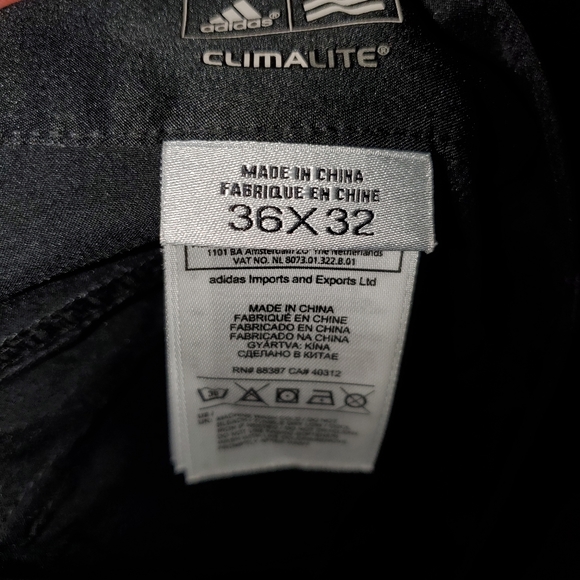 adidas®
CLIMALITE®
MADE IN CHINA
FABRIQUE EN CHINE
36X32
1101 BA Amsterdam ZO The Netherlands
VAT NO. NL 8073.01.322.B.01
adidas Imports and Exports Ltd
MADE IN CHINA
FABRIQUÉ EN CHINE
FABRICADO EN CHINA
FABRICADO NA CHINA
GYÁRTVA: KÍNA
СДЕЛАНО В КИТАЕ
RN# 88387 CA# 40312